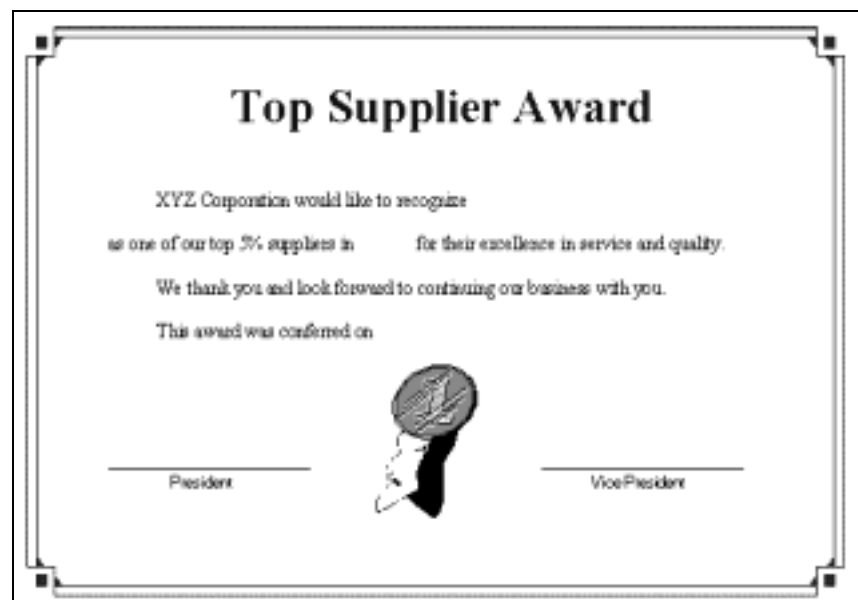 Top Supplier Award
XYZ Corporation would like to recognize
as one of our top 5% suppliers in for their excellence in service and quality.
We thank you and look forward to continuing our business with you.
This award was conferred on
President Vice President